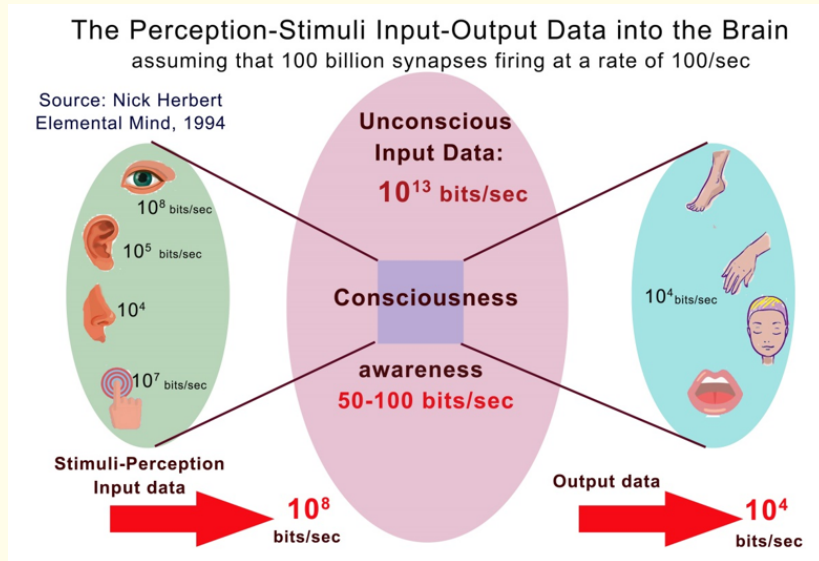 The Perception-Stimuli Input-Output Data into the Brain
assuming that 100 billion synapses firing at a rate of 100/sec
Source: Nick Herbert
Elemental Mind, 1994
10⁸ bits/sec
10⁵ bits/sec
10⁴
10⁷ bits/sec
Unconscious
Input Data:
10¹³ bits/sec
Consciousness
awareness
50-100 bits/sec
10⁴ bits/sec
Stimuli-Perception
Input data
10⁸
bits/sec
Output data
10⁴
bits/sec